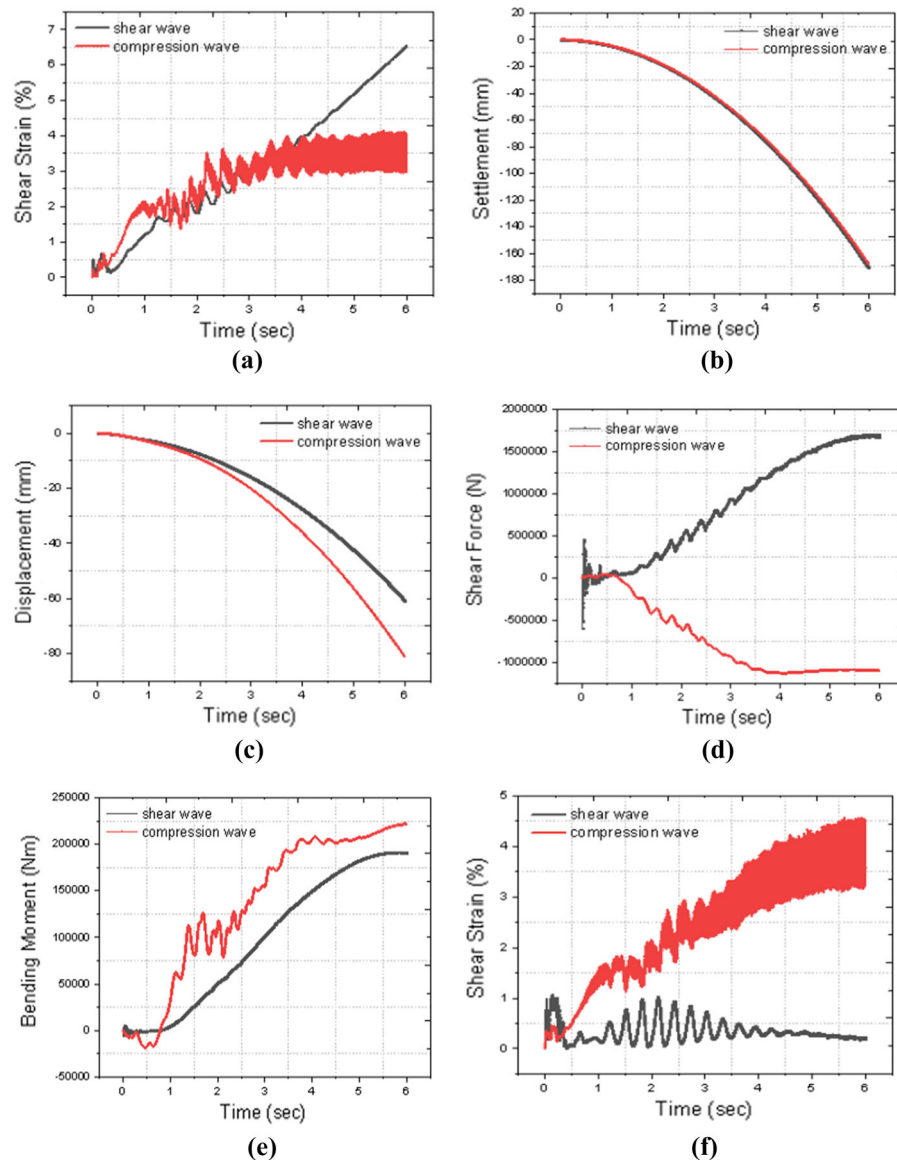 shear wave
compression wave
Shear Strain (%)
7
6
5
4
3
2
1
0
0 1 2 3 4 5 6
Time (sec)
(a)
shear wave
compression wave
Settlement (mm)
20
0
-20
-40
-60
-80
-100
-120
-140
-160
-180
0 1 2 3 4 5 6
Time (sec)
(b)
shear wave
compression wave
Displacement (mm)
0
-20
-40
-60
-80
0 1 2 3 4 5 6
Time (sec)
(c)
shear wave
compression wave
Shear Force (N)
2000000
1500000
1000000
500000
0
-500000
-1000000
0 1 2 3 4 5 6
Time (sec)
(d)
shear wave
compression wave
Bending Moment (Nm)
250000
200000
150000
100000
50000
0
-50000
0 1 2 3 4 5 6
Time (sec)
(e)
shear wave
compression wave
Shear Strain (%)
5
4
3
2
1
0
0 1 2 3 4 5 6
Time (sec)
(f)